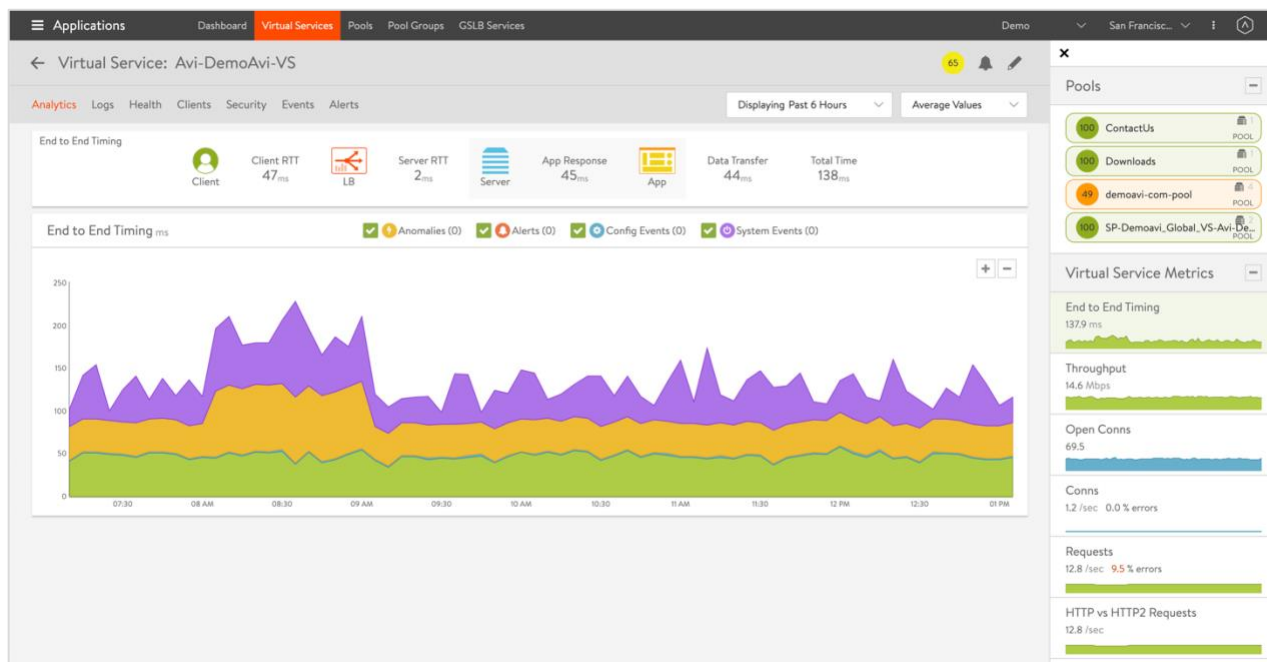 Applications Dashboard Virtual Services Pools Pool Groups GSLB Services Demo San Francisc...
Virtual Service: Avi-DemoAvi-VS 65
Analytics Logs Health Clients Security Events Alerts Displaying Past 6 Hours Average Values
End to End Timing
Client
Client RTT
47ms
LB
Server RTT
2ms
Server
App Response
45ms
App
Data Transfer
44ms
Total Time
138ms
End to End Timing ms Anomalies (0) Alerts (0) Config Events (0) System Events (0)
+ −
250
200
150
100
50
0
07:30 08 AM 08:30 09 AM 09:30 10 AM 10:30 11 AM 11:30 12 PM 12:30 01 PM
Pools
100 ContactUs 1 POOL
100 Downloads 1 POOL
49 demoavi-com-pool 4 POOL
100 SP-Demoavi_Global_VS-Avi-De... 2 POOL
Virtual Service Metrics
End to End Timing
137.9 ms
Throughput
14.6 Mbps
Open Conns
69.5
Conns
1.2 /sec 0.0 % errors
Requests
12.8 /sec 9.5 % errors
HTTP vs HTTP2 Requests
12.8 /sec